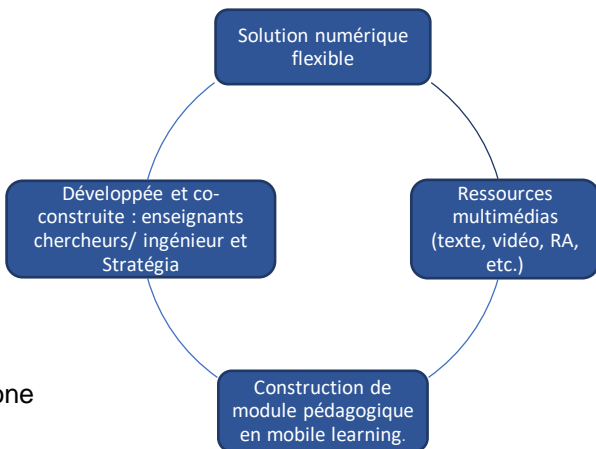 Solution numérique
flexible
Développée et co-
construite : enseignants
chercheurs/ ingénieur et
Stratégia
Ressources
multimédias
(texte, vidéo, RA,
etc.)
one
Construction de
module pédagogique
en mobile learning.